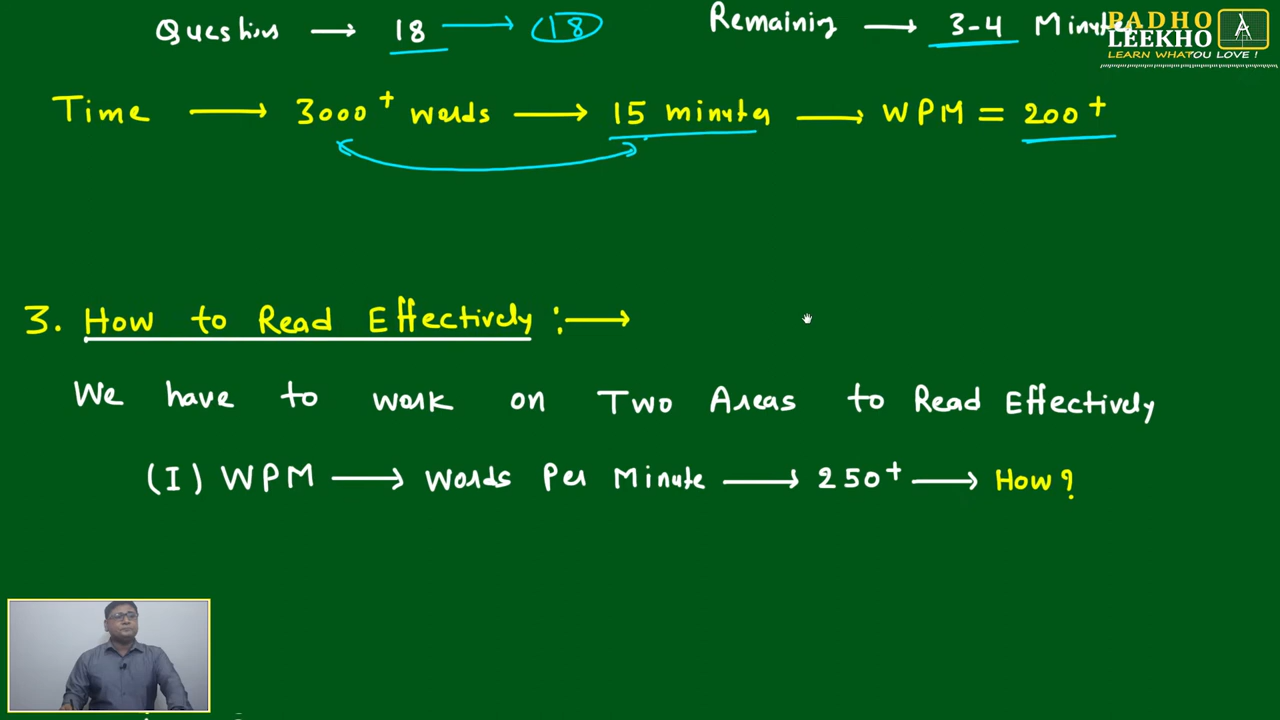 Question → 18 → 18 Remaining → 3-4 Minutes
PADHO LEEKHO
LEARN WHAT YOU LOVE !
Time → 3000+ words → 15 minutes → WPM = 200+
3. How to Read Effectively :→
We have to work on Two Areas to Read Effectively
(I) WPM → Words Per Minute → 250+ → How?